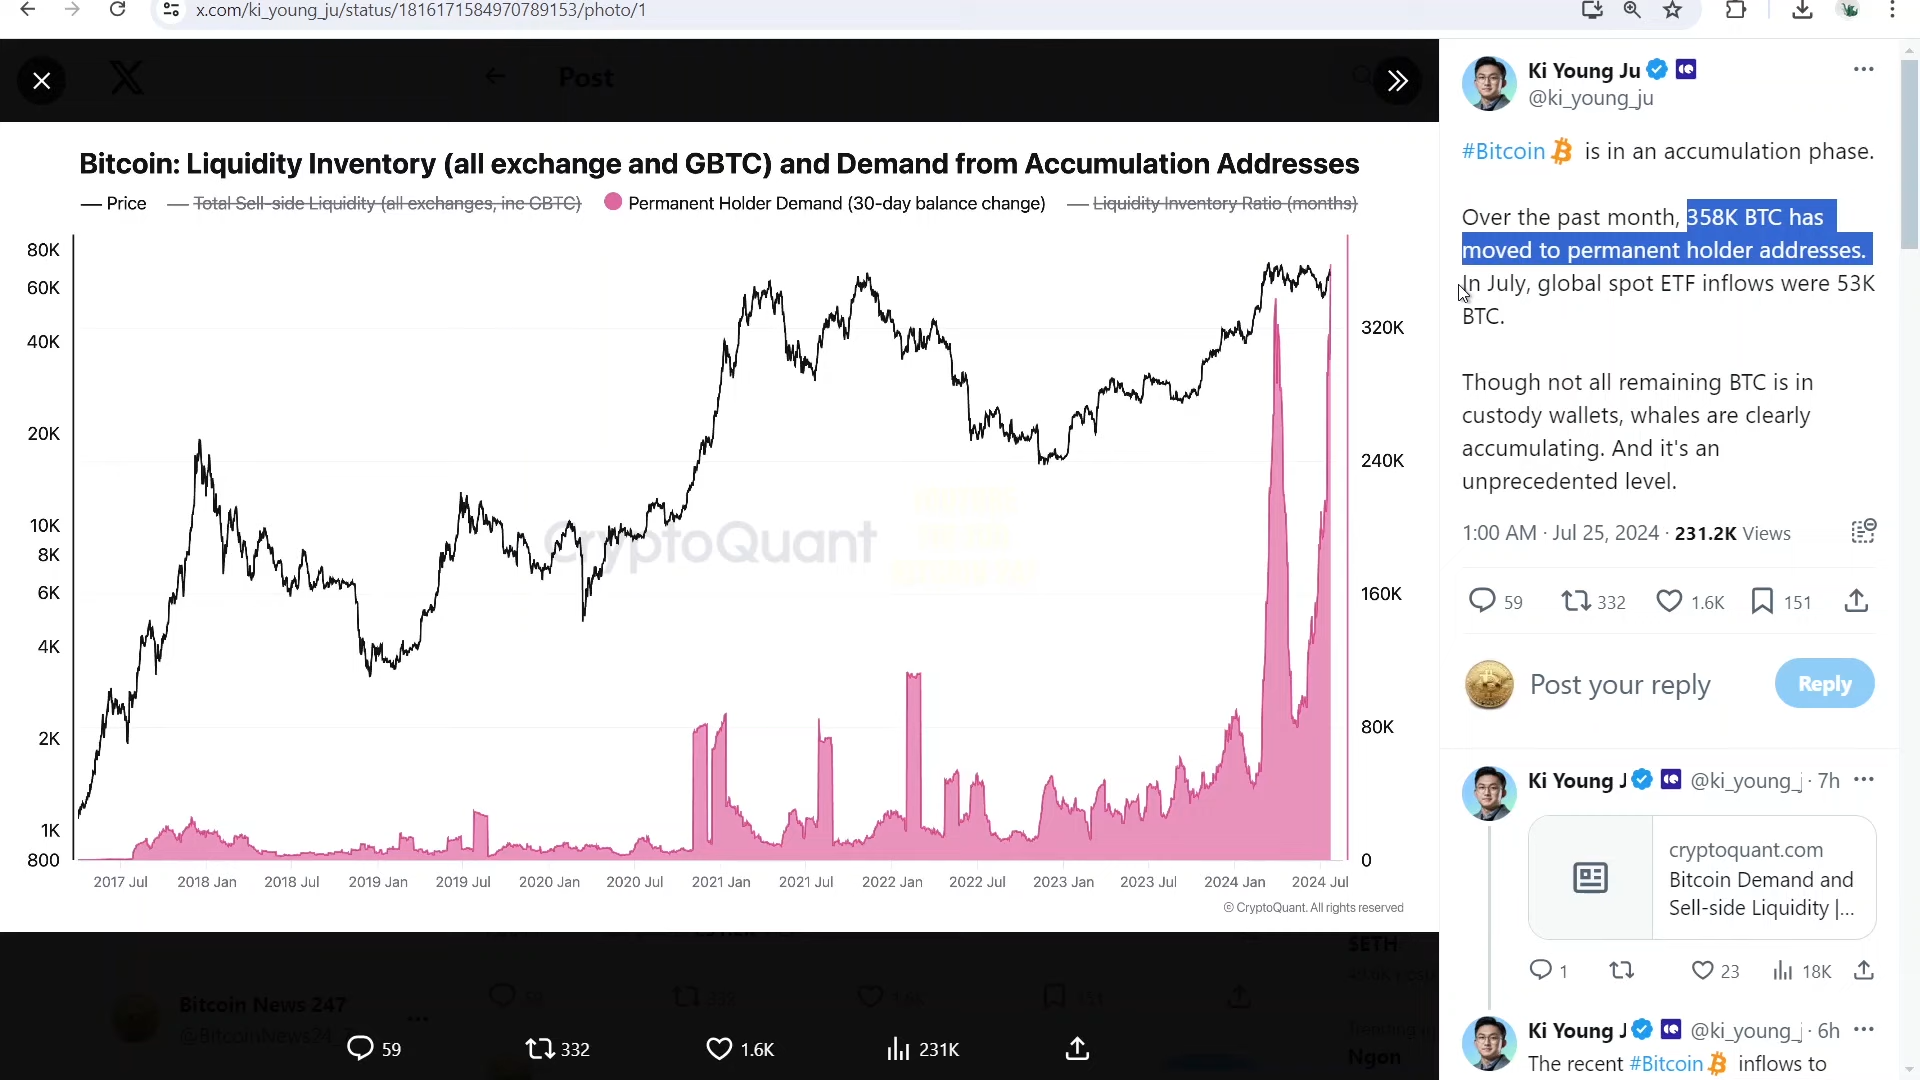 x.com/ki_young_ju/status/1816171584970789153/photo/1
Post
Bitcoin: Liquidity Inventory (all exchange and GBTC) and Demand from Accumulation Addresses
Price Total Sell-side Liquidity (all exchanges, inc GBTC) Permanent Holder Demand (30-day balance change) Liquidity Inventory Ratio (months)
80K
60K
40K
20K
10K
8K
6K
4K
2K
1K
800
320K
240K
160K
80K
0
CryptoQuant
2017 Jul 2018 Jan 2018 Jul 2019 Jan 2019 Jul 2020 Jan 2020 Jul 2021 Jan 2021 Jul 2022 Jan 2022 Jul 2023 Jan 2023 Jul 2024 Jan 2024 Jul
© CryptoQuant. All rights reserved
$ETH
Bitcoin News 247
Ngon
59 332 1.6K 231K
Ki Young Ju
@ki_young_ju
#Bitcoin is in an accumulation phase.
Over the past month, 358K BTC has
moved to permanent holder addresses.
In July, global spot ETF inflows were 53K
BTC.
Though not all remaining BTC is in
custody wallets, whales are clearly
accumulating. And it's an
unprecedented level.
1:00 AM · Jul 25, 2024 · 231.2K Views
59 332 1.6K 151
Post your reply Reply
Ki Young J @ki_young_j · 7h
cryptoquant.com
Bitcoin Demand and
Sell-side Liquidity |...
1 23 18K
Ki Young J @ki_young_j · 6h
The recent #Bitcoin inflows to